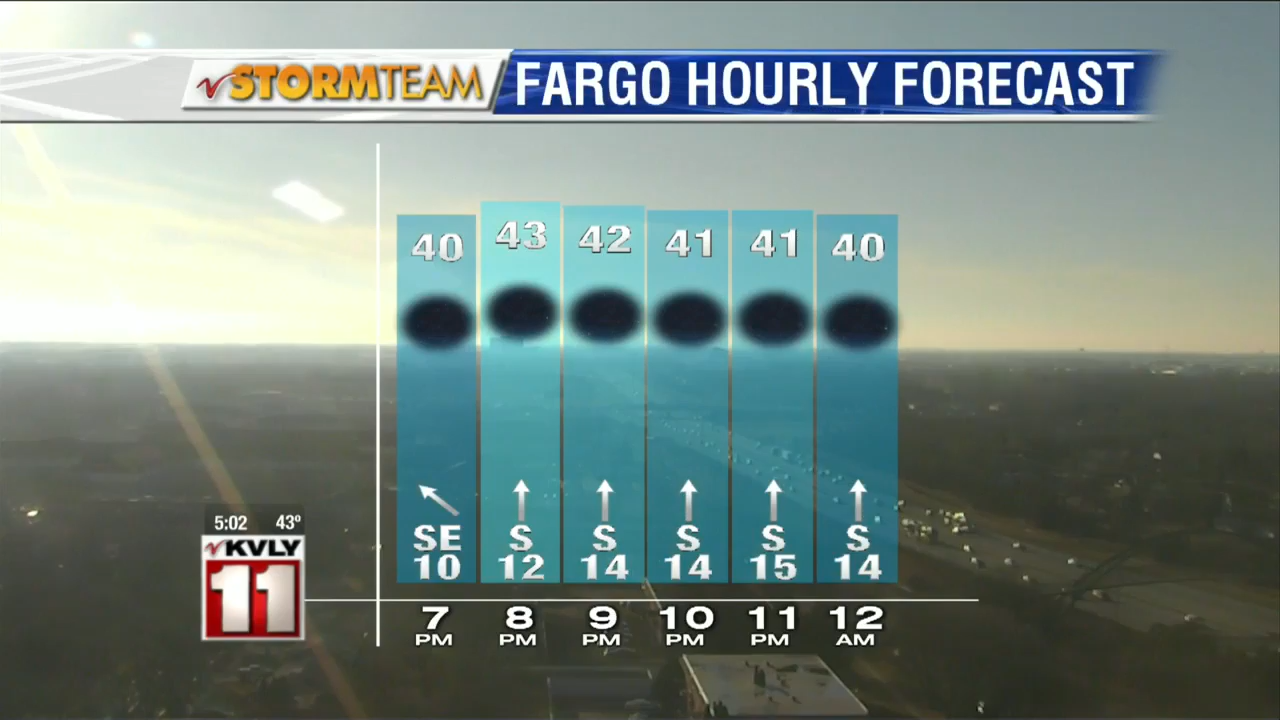 STORMTEAM FARGO HOURLY FORECAST
40 43 42 41 41 40
SE S S S S S
10 12 14 14 15 14
5:02 43°
KVLY
11
7 8 9 10 11 12
PM PM PM PM PM AM